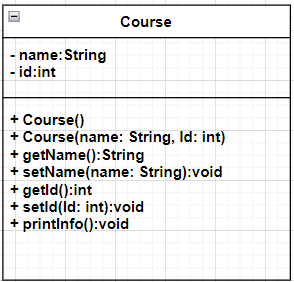 Course
- name:String
- id:int
+ Course()
+ Course(name: String, Id: int)
+ getName():String
+ setName(name: String):void
+ getId():int
+ setId(Id: int):void
+ printInfo():void